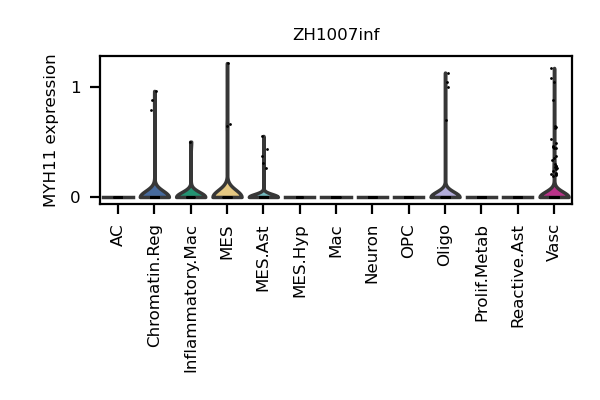 ZH1007inf
MYH11 expression
1
0
AC
Chromatin.Reg
Inflammatory.Mac
MES
MES.Ast
MES.Hyp
Mac
Neuron
OPC
Oligo
Prolif.Metab
Reactive.Ast
Vasc